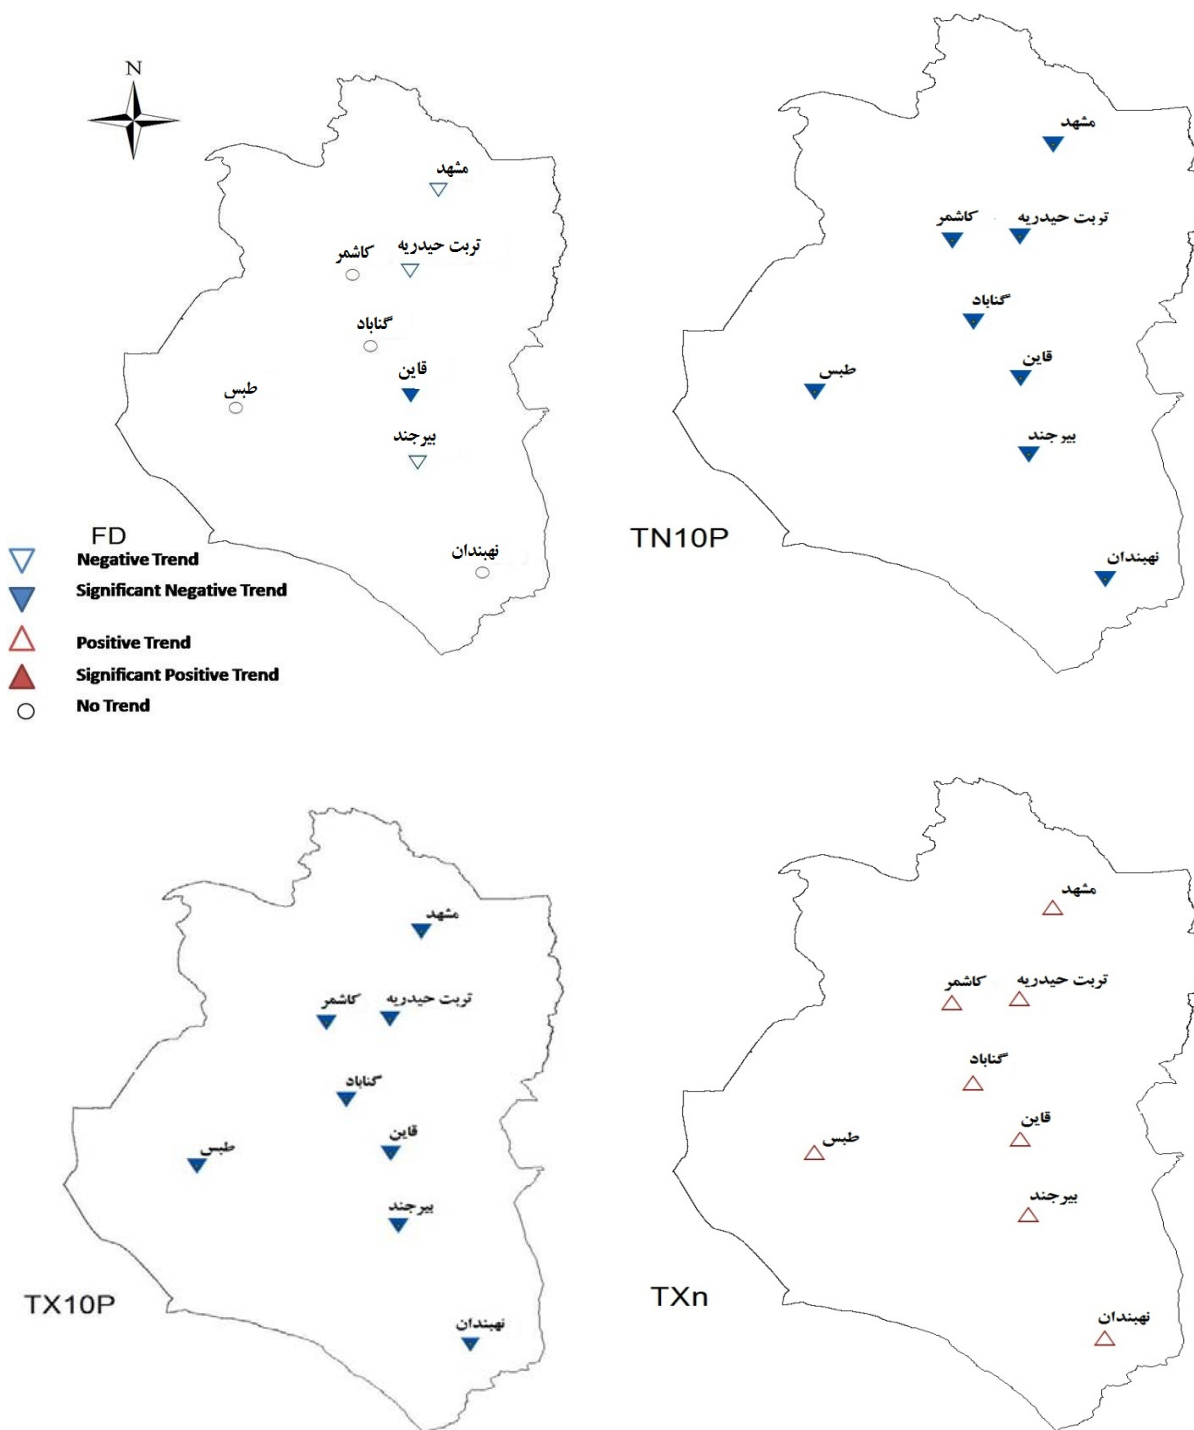 N
مشهد
تربت حیدریه
کاشمر
گناباد
قاین
طبس
بیرجند
نهبندان
FD
Negative Trend
Significant Negative Trend
Positive Trend
Significant Positive Trend
No Trend
مشهد
تربت حیدریه
کاشمر
گناباد
قاین
طبس
بیرجند
نهبندان
TN10P
مشهد
تربت حیدریه
کاشمر
گناباد
قاین
طبس
بیرجند
نهبندان
TX10P
مشهد
تربت حیدریه
کاشمر
گناباد
قاین
طبس
بیرجند
نهبندان
TXn